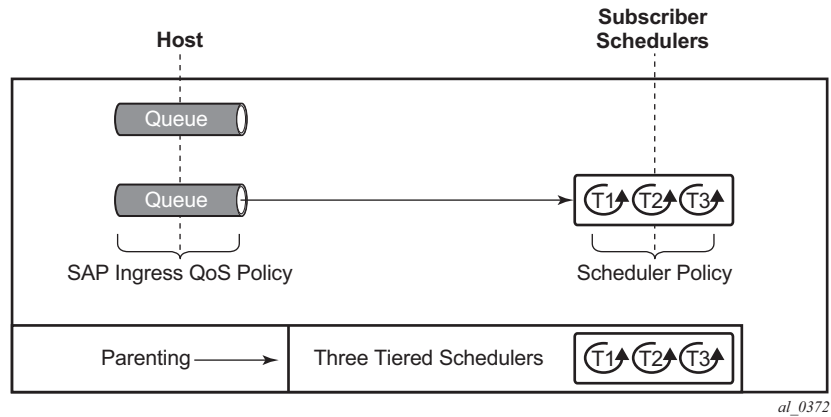 Host
Subscriber
Schedulers
Queue
Queue
T1 T2 T3
SAP Ingress QoS Policy
Scheduler Policy
Parenting
Three Tiered Schedulers
T1 T2 T3
al_0372